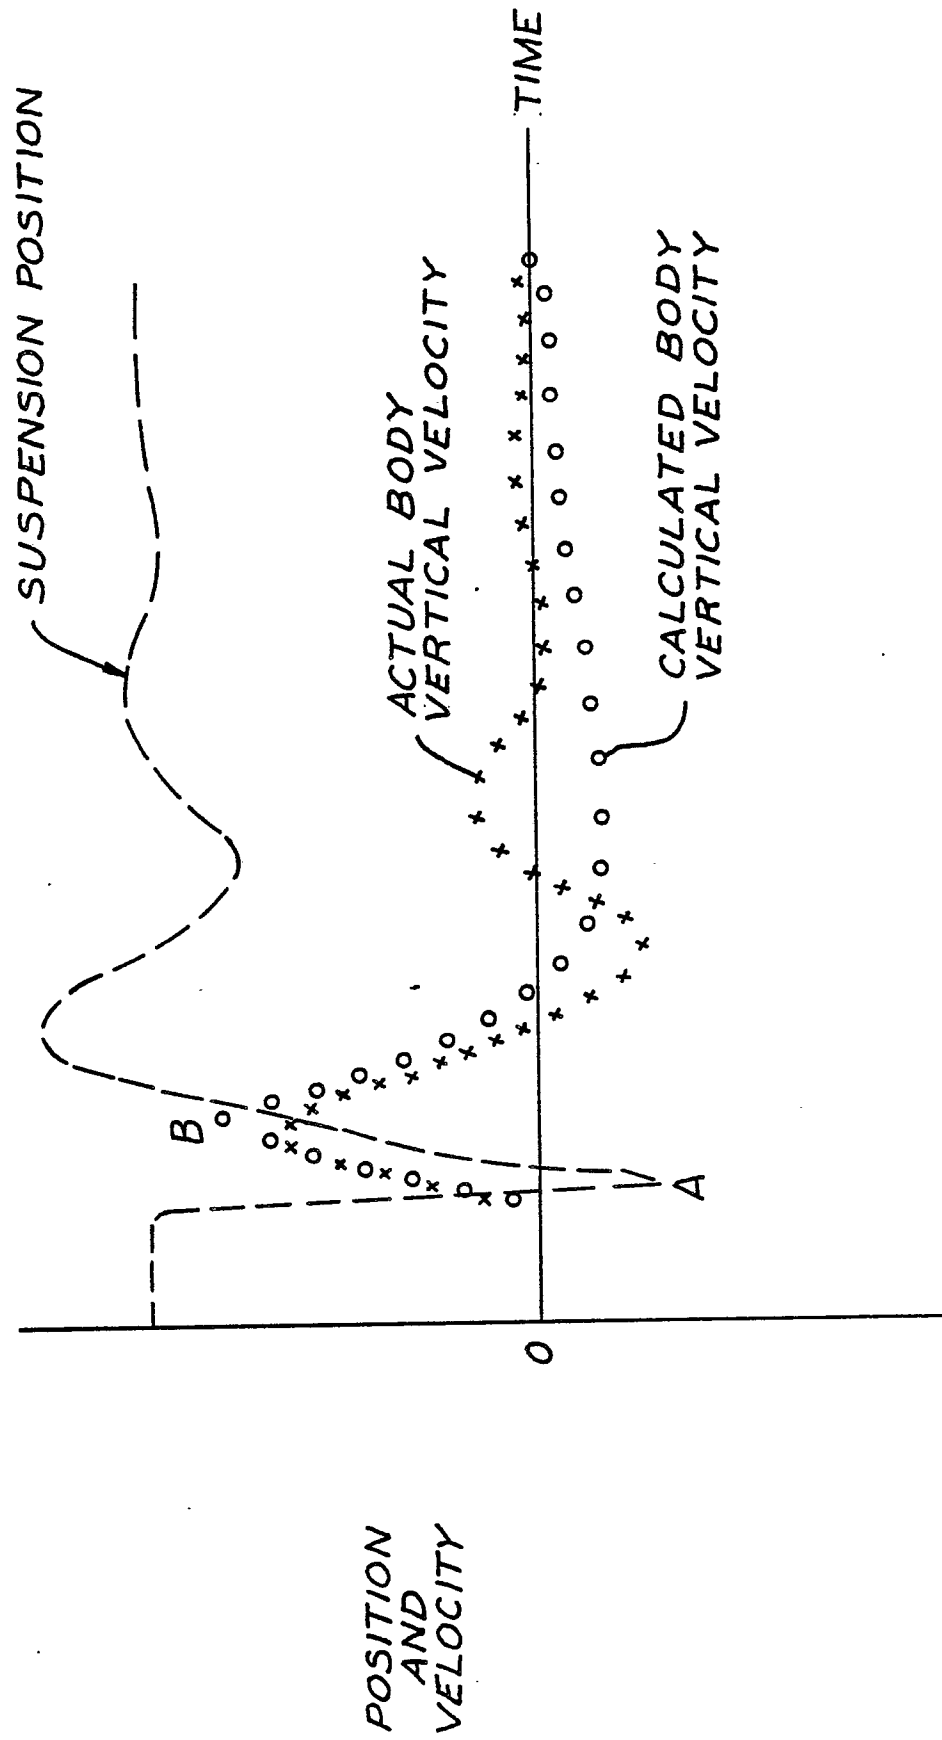 SUSPENSION POSITION
B
ACTUAL BODY
VERTICAL VELOCITY
POSITION
AND
VELOCITY
0
TIME
A
CALCULATED BODY
VERTICAL VELOCITY